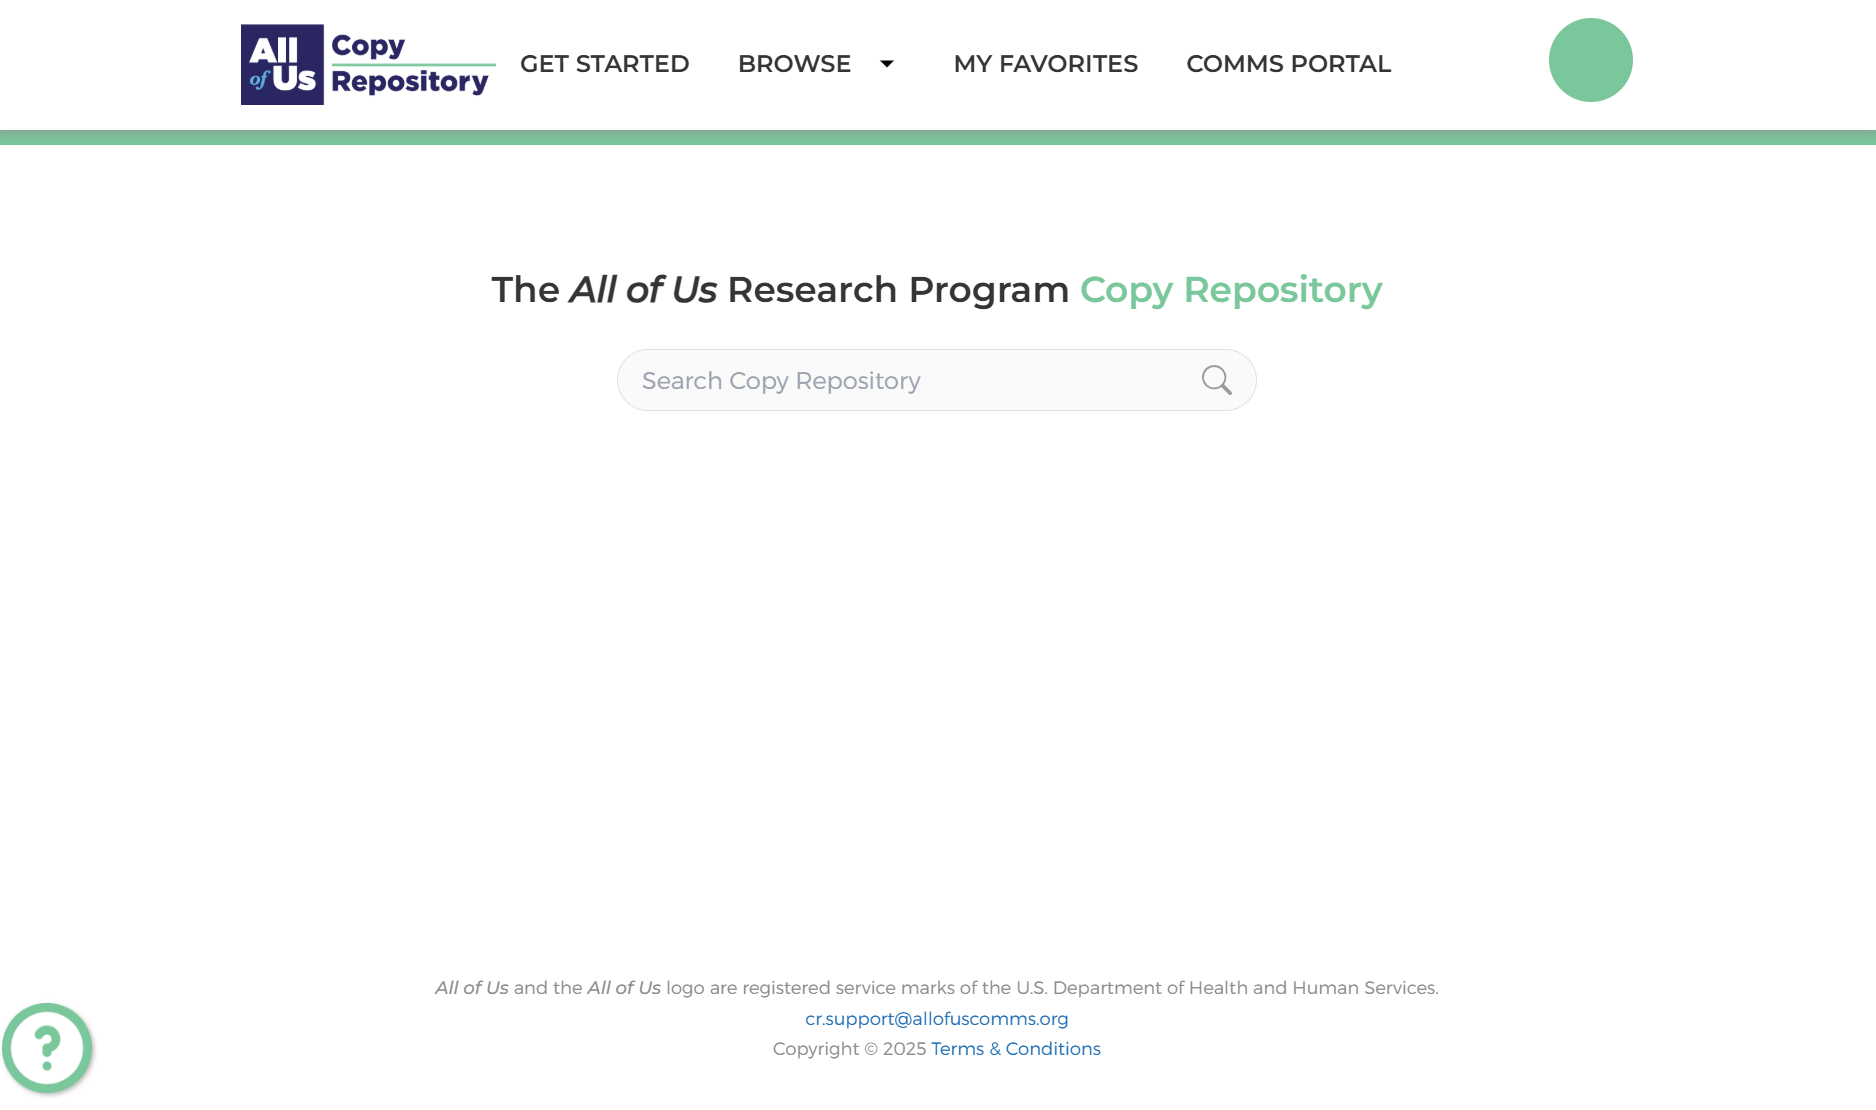 All of Us Copy Repository
GET STARTED
BROWSE
MY FAVORITES
COMMS PORTAL
The All of Us Research Program Copy Repository
Search Copy Repository
All of Us and the All of Us logo are registered service marks of the U.S. Department of Health and Human Services.
cr.support@allofuscomms.org
Copyright © 2025 Terms & Conditions
?